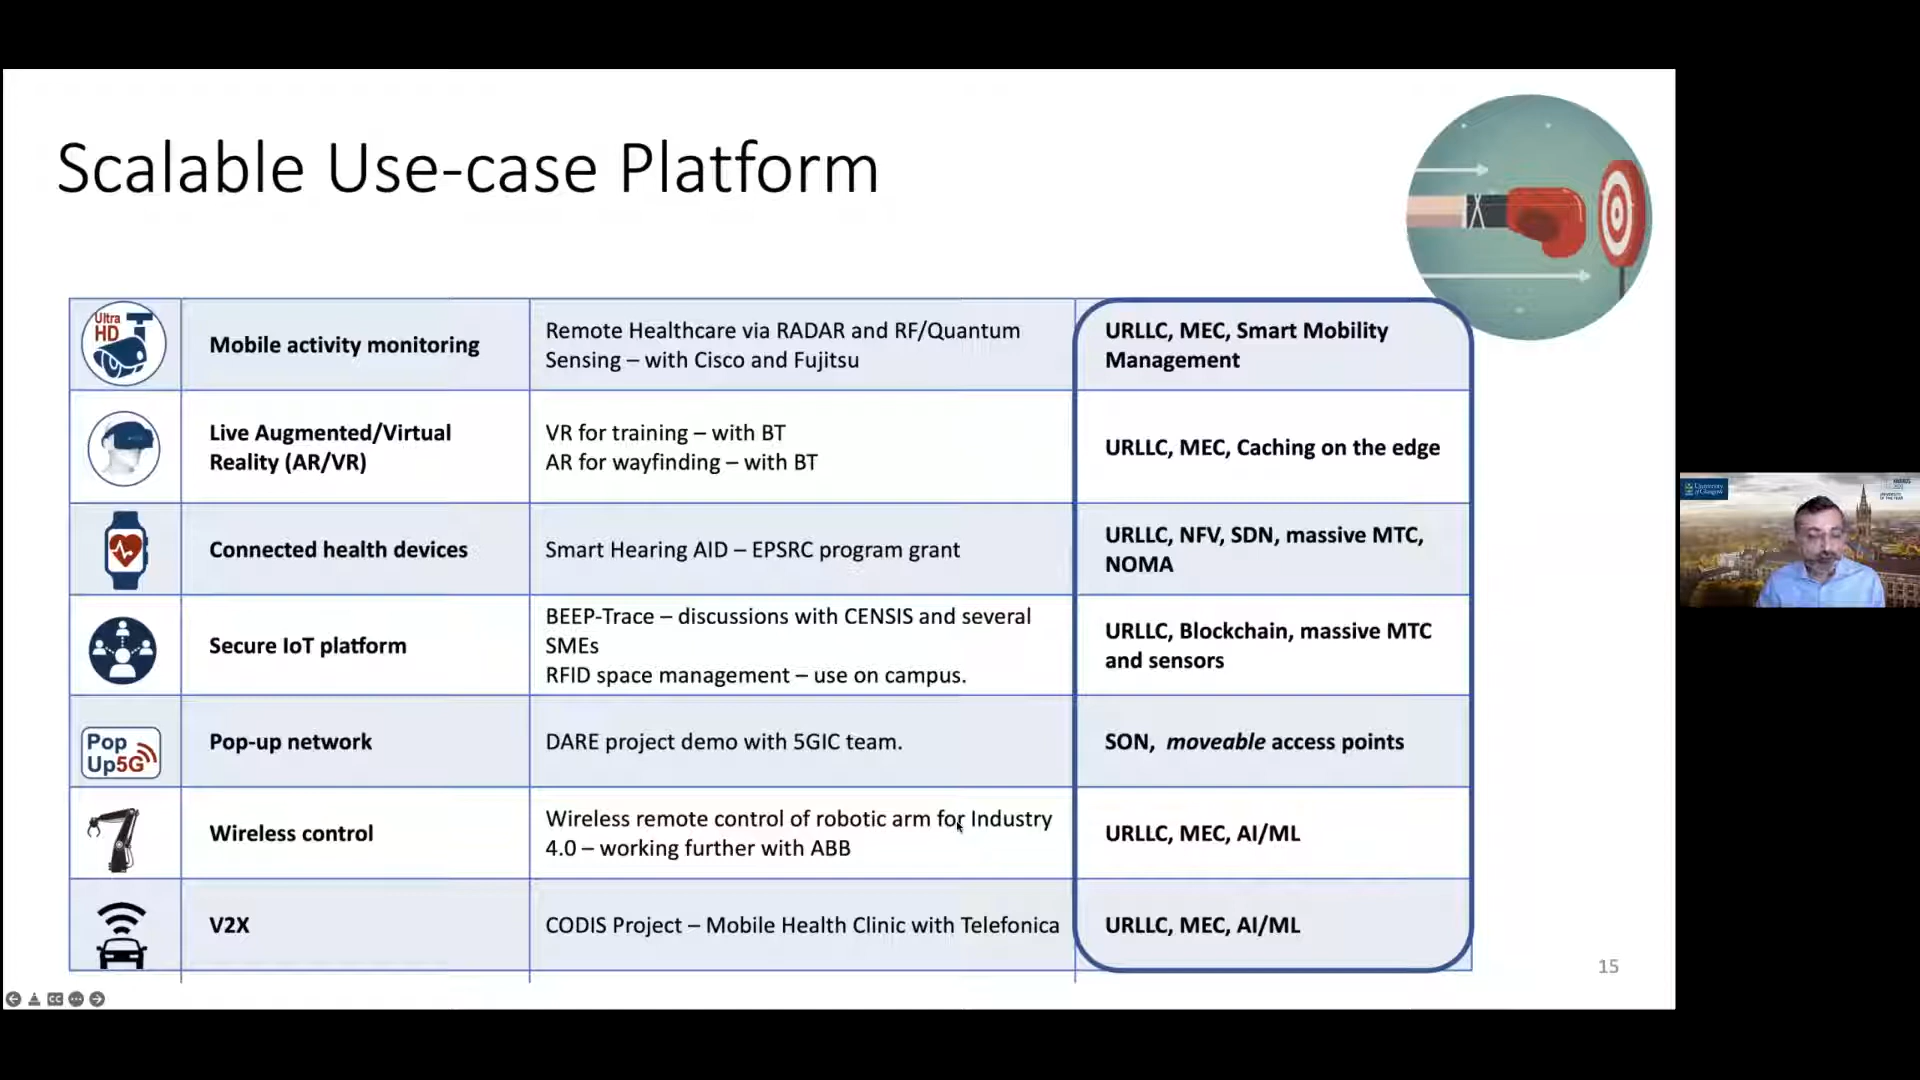 Scalable Use-case Platform
Ultra
HD
Mobile activity monitoring
Remote Healthcare via RADAR and RF/Quantum
Sensing – with Cisco and Fujitsu
URLLC, MEC, Smart Mobility
Management
Live Augmented/Virtual
Reality (AR/VR)
VR for training – with BT
AR for wayfinding – with BT
URLLC, MEC, Caching on the edge
Connected health devices
Smart Hearing AID – EPSRC program grant
URLLC, NFV, SDN, massive MTC,
NOMA
Secure IoT platform
BEEP-Trace – discussions with CENSIS and several
SMEs
RFID space management – use on campus.
URLLC, Blockchain, massive MTC
and sensors
Pop
Up5G
Pop-up network
DARE project demo with 5GIC team.
SON, moveable access points
Wireless control
Wireless remote control of robotic arm for Industry
4.0 – working further with ABB
URLLC, MEC, AI/ML
V2X
CODIS Project – Mobile Health Clinic with Telefonica
URLLC, MEC, AI/ML
15
CC
University
of Glasgow